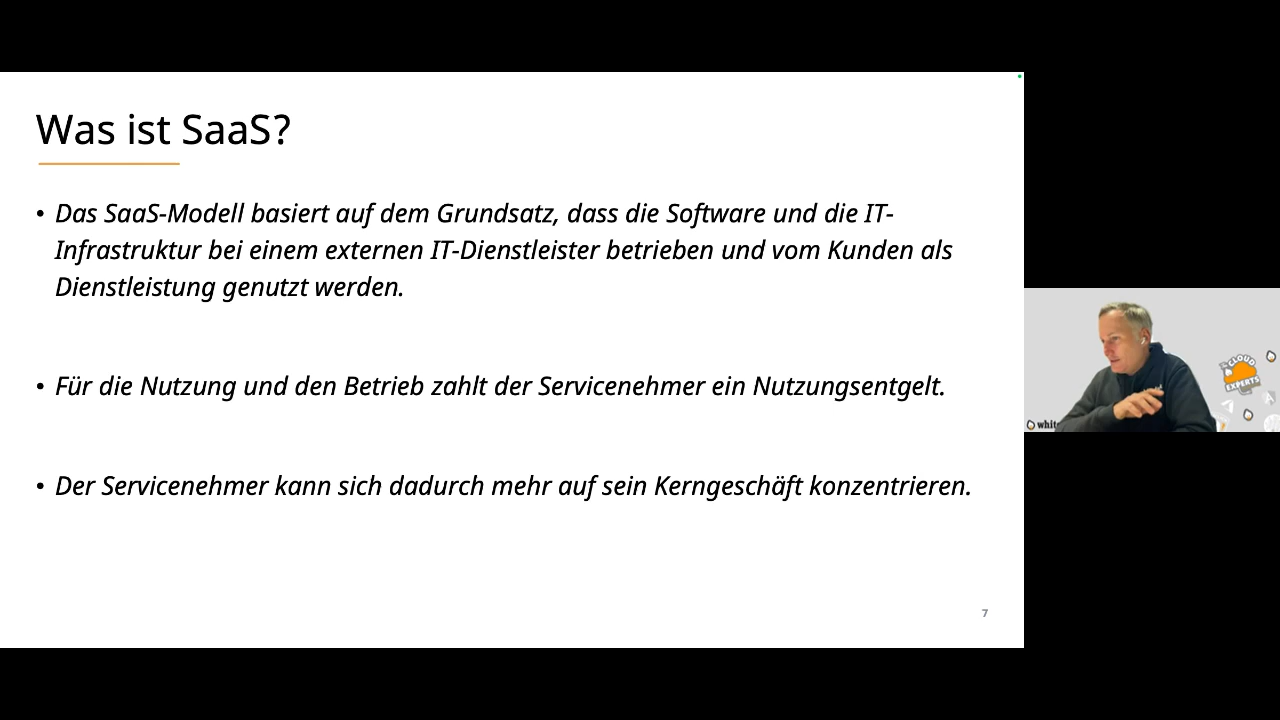 Was ist SaaS?
• Das SaaS-Modell basiert auf dem Grundsatz, dass die Software und die IT-
Infrastruktur bei einem externen IT-Dienstleister betrieben und vom Kunden als
Dienstleistung genutzt werden.
• Für die Nutzung und den Betrieb zahlt der Servicenehmer ein Nutzungsentgelt.
• Der Servicenehmer kann sich dadurch mehr auf sein Kerngeschäft konzentrieren.
7
CLOUD
EXPERTS